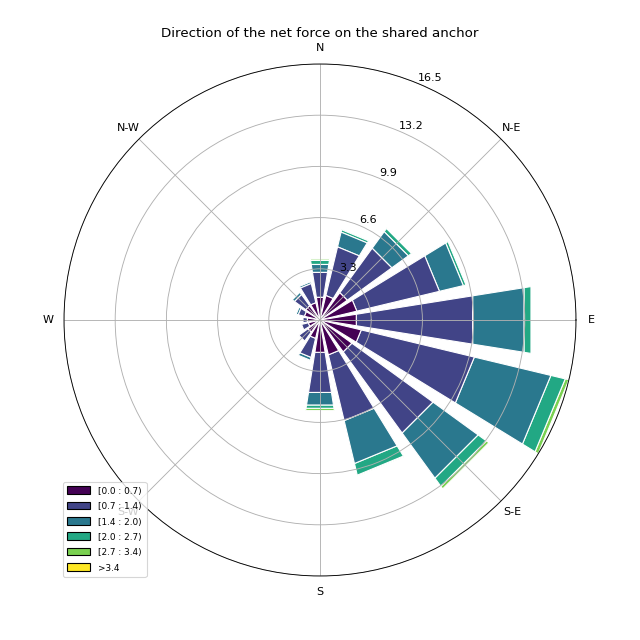 Direction of the net force on the shared anchor
N
N-W
N-E
16.5
13.2
9.9
6.6
3.3
W
E
S-W
S-E
S
[0.0 : 0.7)
[0.7 : 1.4)
[1.4 : 2.0)
[2.0 : 2.7)
[2.7 : 3.4)
>3.4